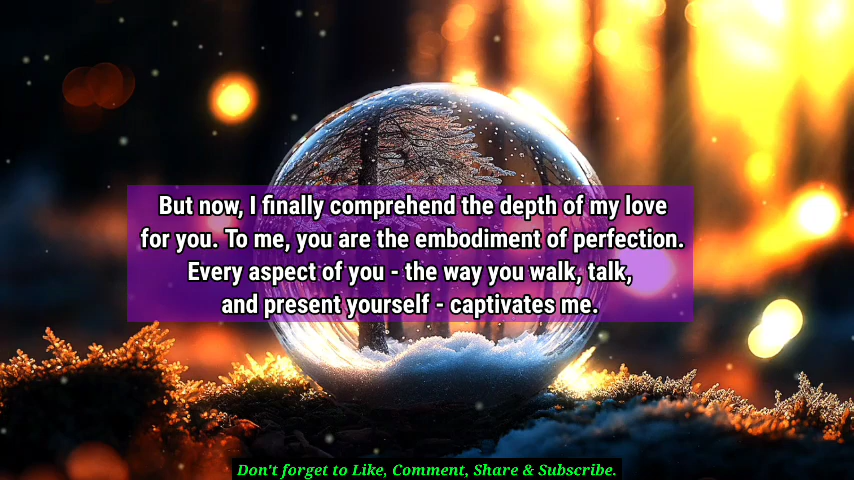 But now, I finally comprehend the depth of my love
for you. To me, you are the embodiment of perfection.
Every aspect of you - the way you walk, talk,
and present yourself - captivates me.
Don't forget to Like, Comment, Share & Subscribe.